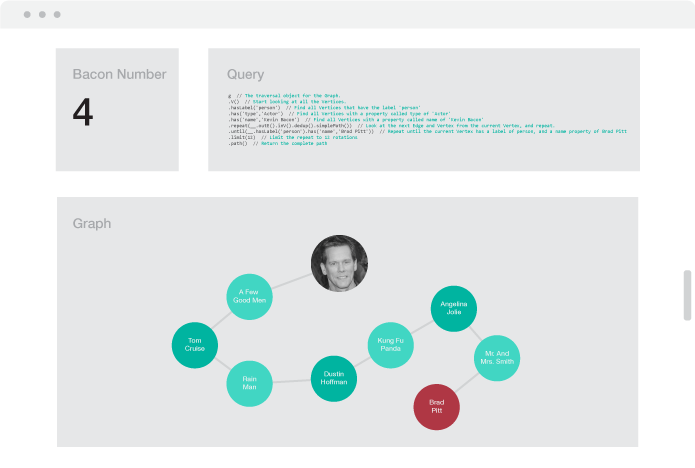 Bacon Number
4
Query
g  // The traversal object for the Graph.
.V()  // Start looking at all the Vertices.
.hasLabel('person')  // Find all Vertices that have the label 'person'
.has('type','Actor')  // Find all Vertices with a property called type of 'Actor'
.has('name','Kevin Bacon')  // Find all Vertices with a property called name of 'Kevin Bacon'
.repeat(__.outE().inV().dedup().simplePath())  // Look at the next Edge and Vertex from the current Vertex, and repeat.
.until(__.hasLabel('person').has('name','Brad Pitt'))  // Repeat until the current Vertex has a label of person, and a name property of Brad Pitt
.limit(12)  // Limit the repeat to 12 rotations
.path()  // Return the complete path
Graph
A Few
Good Men
Tom
Cruise
Rain
Man
Dustin
Hoffman
Kung Fu
Panda
Angelina
Jolie
Mr. And
Mrs. Smith
Brad
Pitt